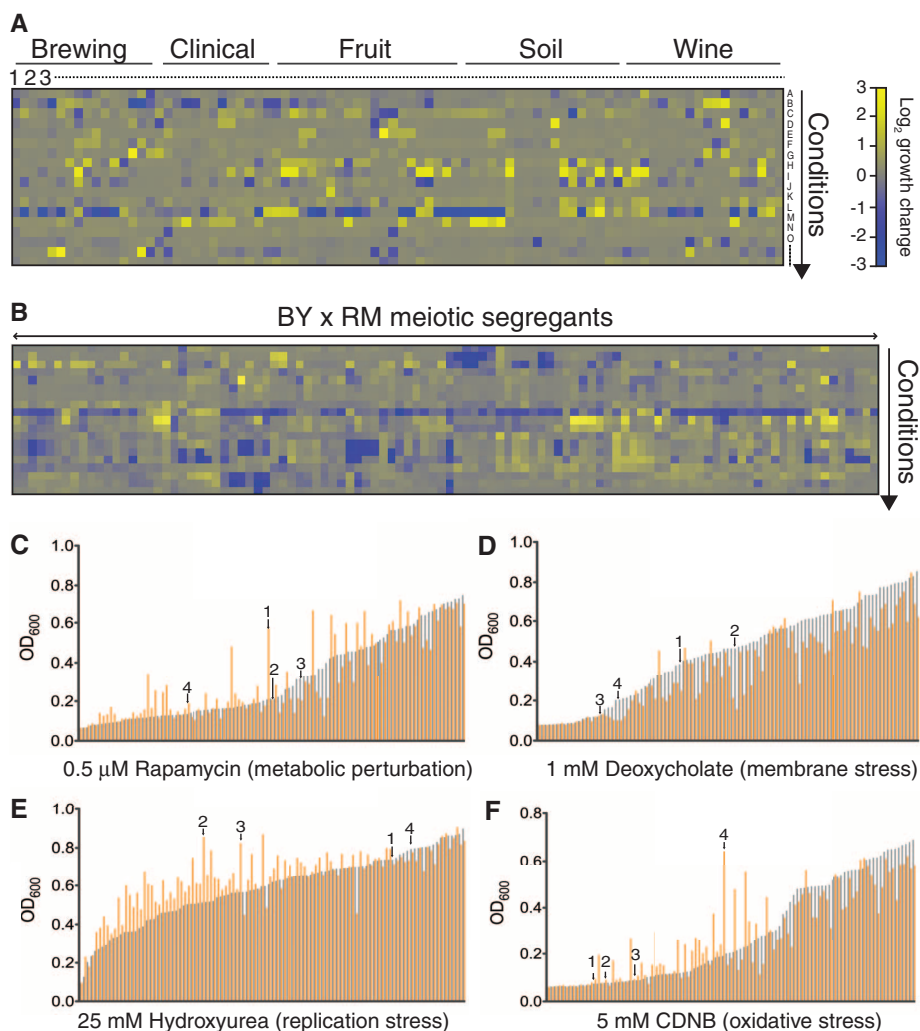 A
Brewing Clinical Fruit Soil Wine
1 2 3
A
B
C
D
E
F
G
H
I
J
K
L
M
N
O
Conditions
3
2
1
0
-1
-2
-3
Log2 growth change
B
BY x RM meiotic segregants
Conditions
C
1.0
0.8
0.6
0.4
0.2
0.0
OD600
1
2
3
4
0.5 μM Rapamycin (metabolic perturbation)
D
1.0
0.8
0.6
0.4
0.2
0.0
OD600
1
2
3
4
1 mM Deoxycholate (membrane stress)
E
1.0
0.8
0.6
0.4
0.2
0.0
OD600
2
3
1
4
25 mM Hydroxyurea (replication stress)
F
0.8
0.6
0.4
0.2
0.0
OD600
4
1
2
3
5 mM CDNB (oxidative stress)